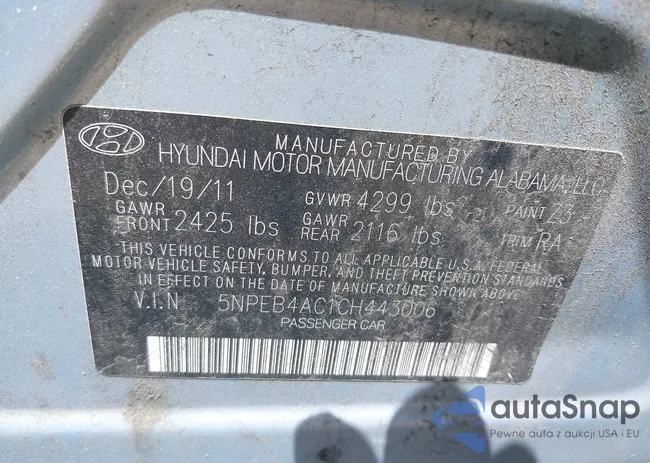 MANUFACTURED BY
HYUNDAI MOTOR MANUFACTURING ALABAMA, LLC
Dec/19/11 GVWR 4299 lbs PAINT Z3
GAWR FRONT 2425 lbs GAWR REAR 2116 lbs TRIM RA
THIS VEHICLE CONFORMS TO ALL APPLICABLE U.S.A. FEDERAL
MOTOR VEHICLE SAFETY, BUMPER, AND THEFT PREVENTION STANDARDS
IN EFFECT ON THE DATE OF MANUFACTURE SHOWN ABOVE
V.I.N 5NPEB4AC1CH443006
PASSENGER CAR
autaSnap
Pewne auta z aukcji USA i EU